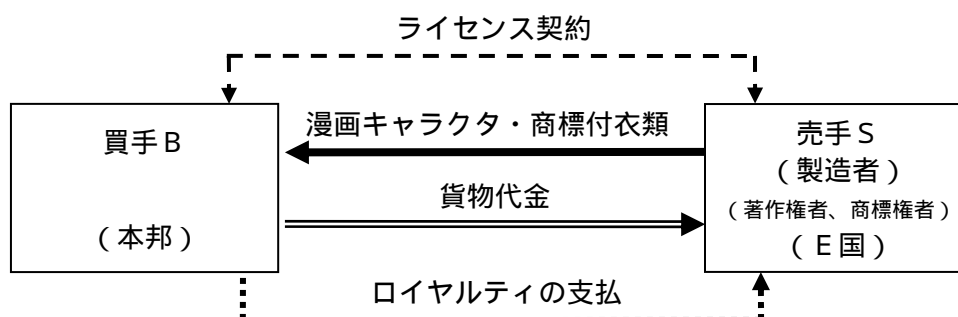 ライセンス契約
買手B
(本邦)
漫画キャラクタ・商標付衣類
貨物代金
売手S
(製造者)
(著作権者、商標権者)
(E国)
ロイヤルティの支払